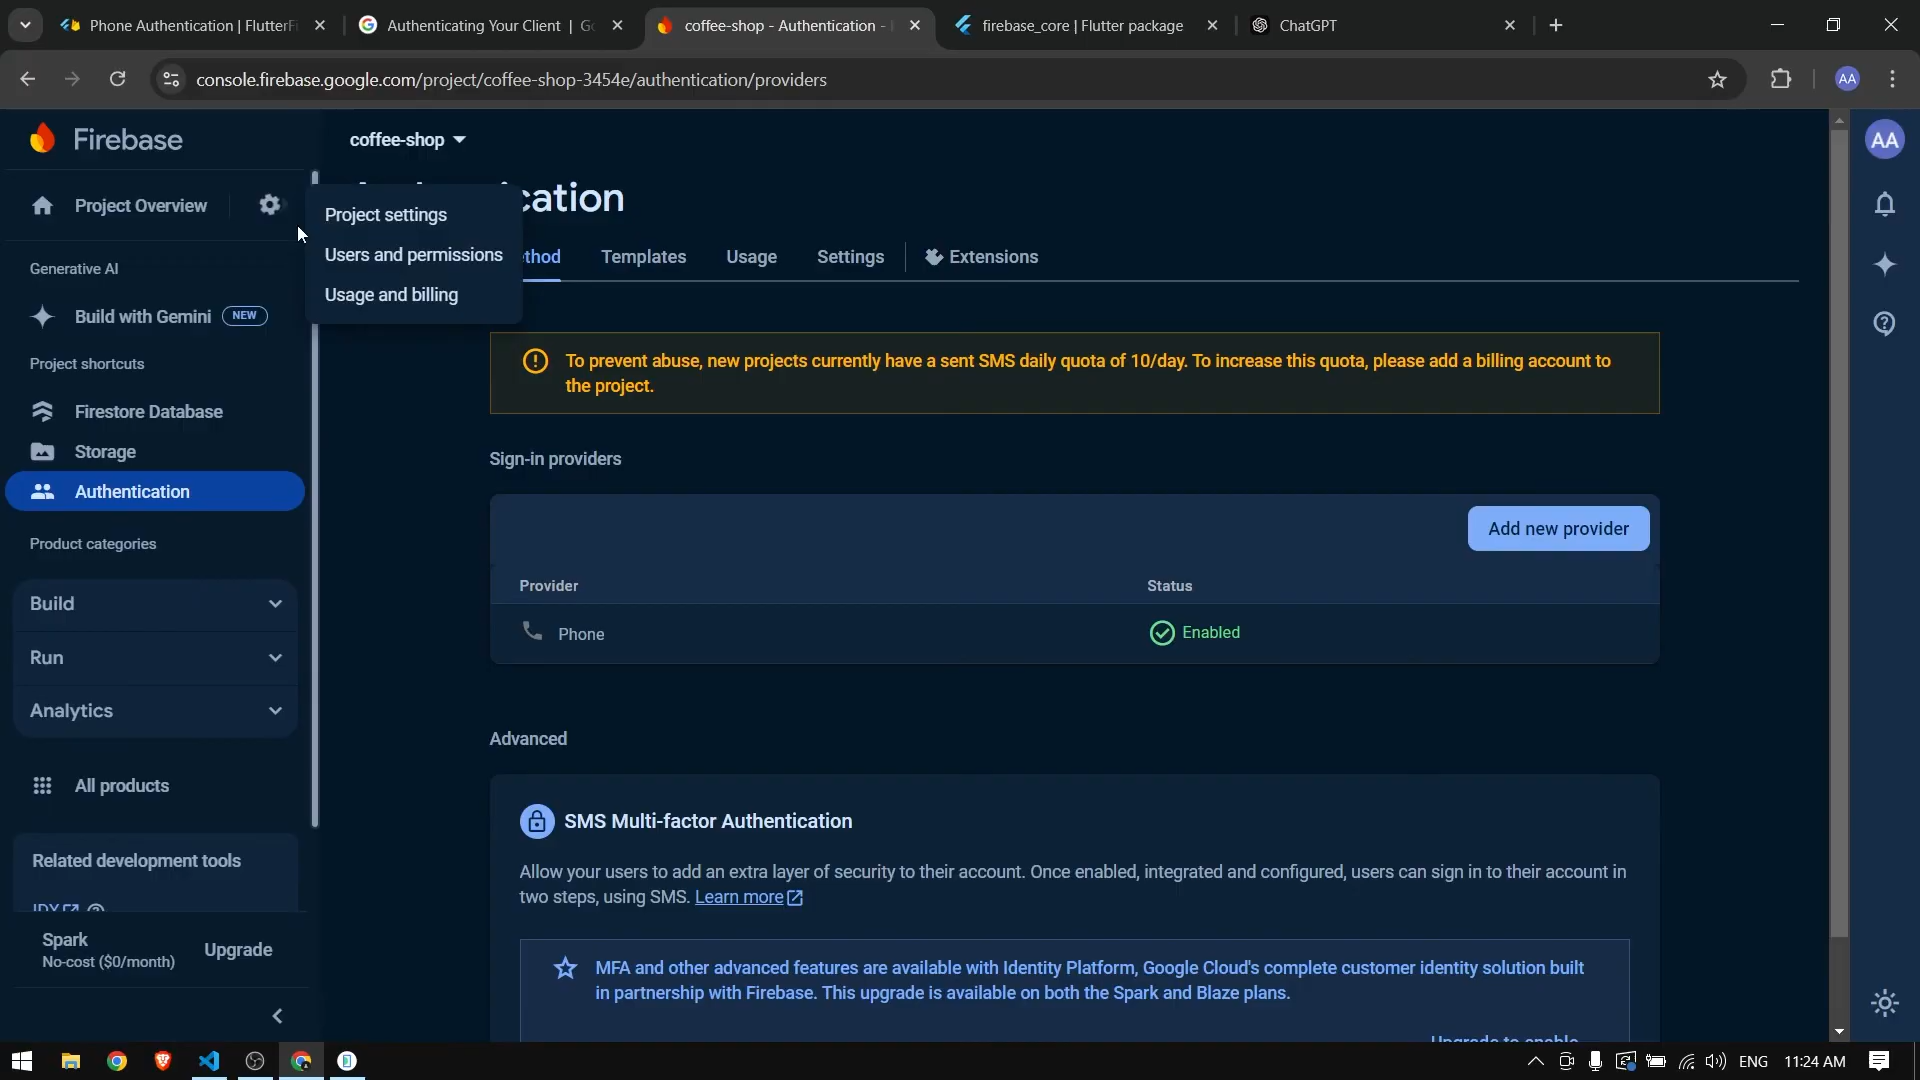 Phone Authentication | FlutterFi
Authenticating Your Client | Go
coffee-shop - Authentication -
firebase_core | Flutter package
ChatGPT
console.firebase.google.com/project/coffee-shop-3454e/authentication/providers
AA
Firebase
coffee-shop
AA
Project Overview
cation
Project settings
Users and permissions
Usage and billing
ethod
Templates
Usage
Settings
Extensions
Generative AI
Build with Gemini
NEW
Project shortcuts
Firestore Database
Storage
Authentication
Product categories
Build
Run
Analytics
All products
Related development tools
IDX
Spark
No-cost ($0/month)
Upgrade
To prevent abuse, new projects currently have a sent SMS daily quota of 10/day. To increase this quota, please add a billing account to
the project.
Sign-in providers
Add new provider
Provider
Status
Phone
Enabled
Advanced
SMS Multi-factor Authentication
Allow your users to add an extra layer of security to their account. Once enabled, integrated and configured, users can sign in to their account in
two steps, using SMS. Learn more
MFA and other advanced features are available with Identity Platform, Google Cloud's complete customer identity solution built
in partnership with Firebase. This upgrade is available on both the Spark and Blaze plans.
Upgrade to enable
ENG
11:24 AM